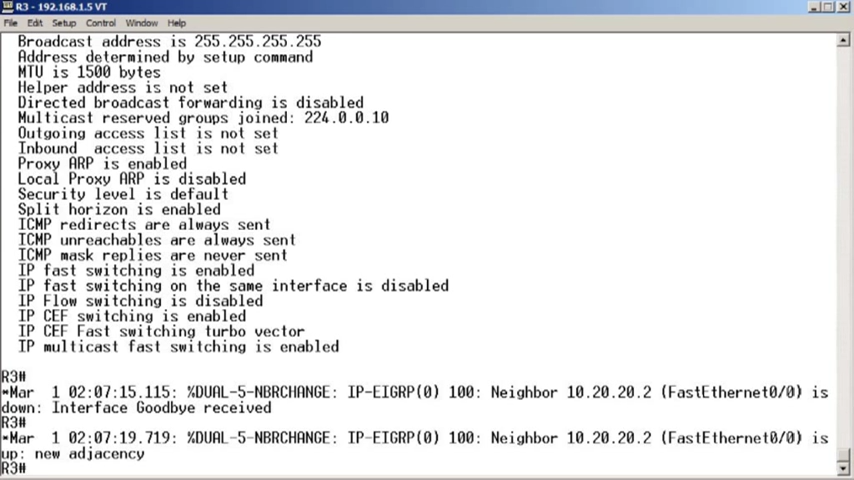 R3 - 192.168.1.5 VT
File Edit Setup Control Window Help
Broadcast address is 255.255.255.255
Address determined by setup command
MTU is 1500 bytes
Helper address is not set
Directed broadcast forwarding is disabled
Multicast reserved groups joined: 224.0.0.10
Outgoing access list is not set
Inbound  access list is not set
Proxy ARP is enabled
Local Proxy ARP is disabled
Security level is default
Split horizon is enabled
ICMP redirects are always sent
ICMP unreachables are always sent
ICMP mask replies are never sent
IP fast switching is enabled
IP fast switching on the same interface is disabled
IP Flow switching is disabled
IP CEF switching is enabled
IP CEF Fast switching turbo vector
IP multicast fast switching is enabled
R3#
*Mar  1 02:07:15.115: %DUAL-5-NBRCHANGE: IP-EIGRP(0) 100: Neighbor 10.20.20.2 (FastEthernet0/0) is
down: Interface Goodbye received
R3#
*Mar  1 02:07:19.719: %DUAL-5-NBRCHANGE: IP-EIGRP(0) 100: Neighbor 10.20.20.2 (FastEthernet0/0) is
up: new adjacency
R3#